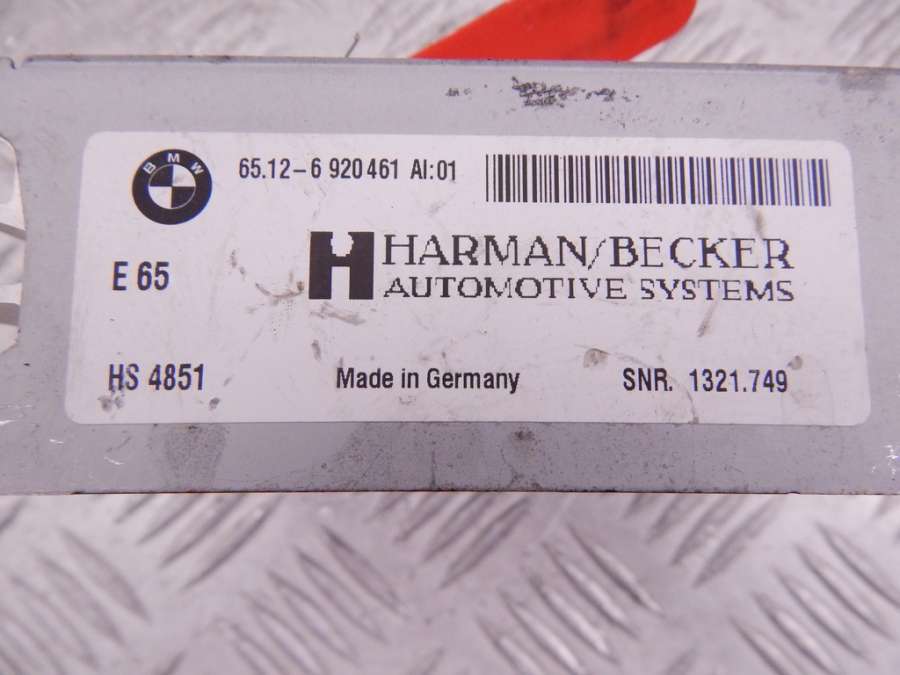 BMW
65.12-6 920461 AI:01
E 65
HARMAN/BECKER
AUTOMOTIVE SYSTEMS
HS 4851
Made in Germany
SNR. 1321.749